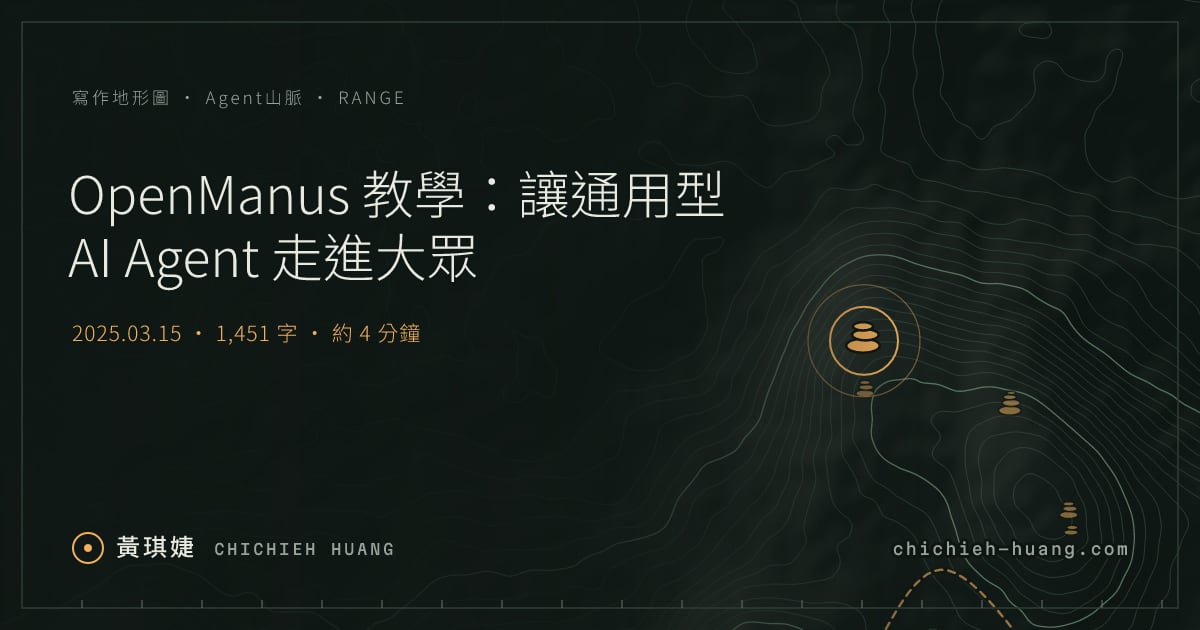 寫作地形圖 · Agent山脈 · RANGE
OpenManus 教學：讓通用型
AI Agent 走進大眾
2025.03.15 · 1,451 字 · 約 4 分鐘
黃琪婕 CHICHIEH HUANG
chichieh-huang.com